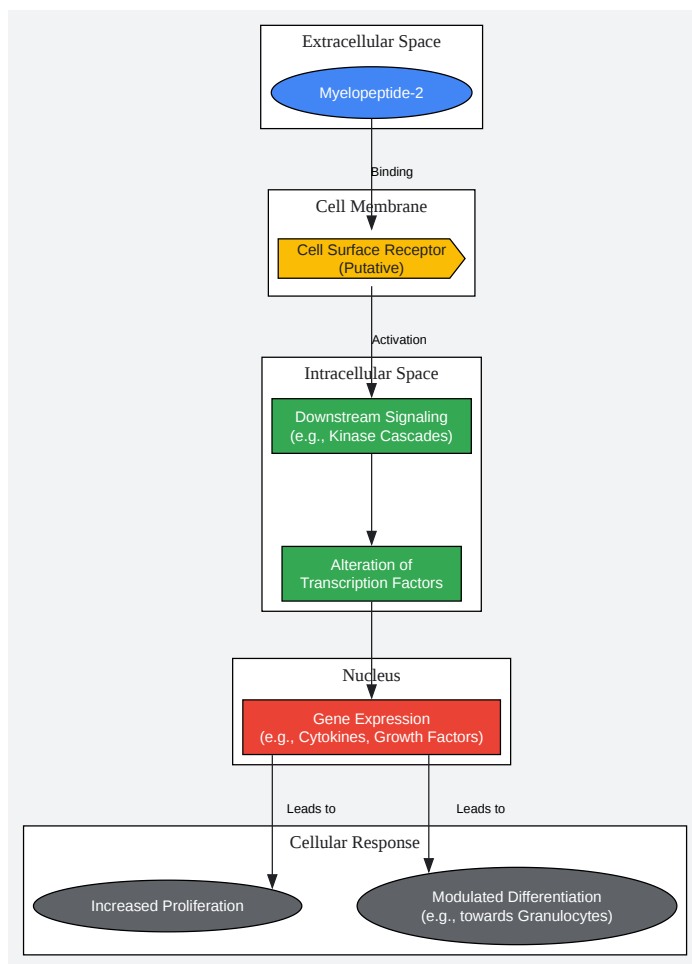 Extracellular Space
Myelopeptide-2
Binding
Cell Membrane
Cell Surface Receptor
(Putative)
Activation
Intracellular Space
Downstream Signaling
(e.g., Kinase Cascades)
Alteration of
Transcription Factors
Nucleus
Gene Expression
(e.g., Cytokines, Growth Factors)
Leads to
Leads to
Cellular Response
Increased Proliferation
Modulated Differentiation
(e.g., towards Granulocytes)